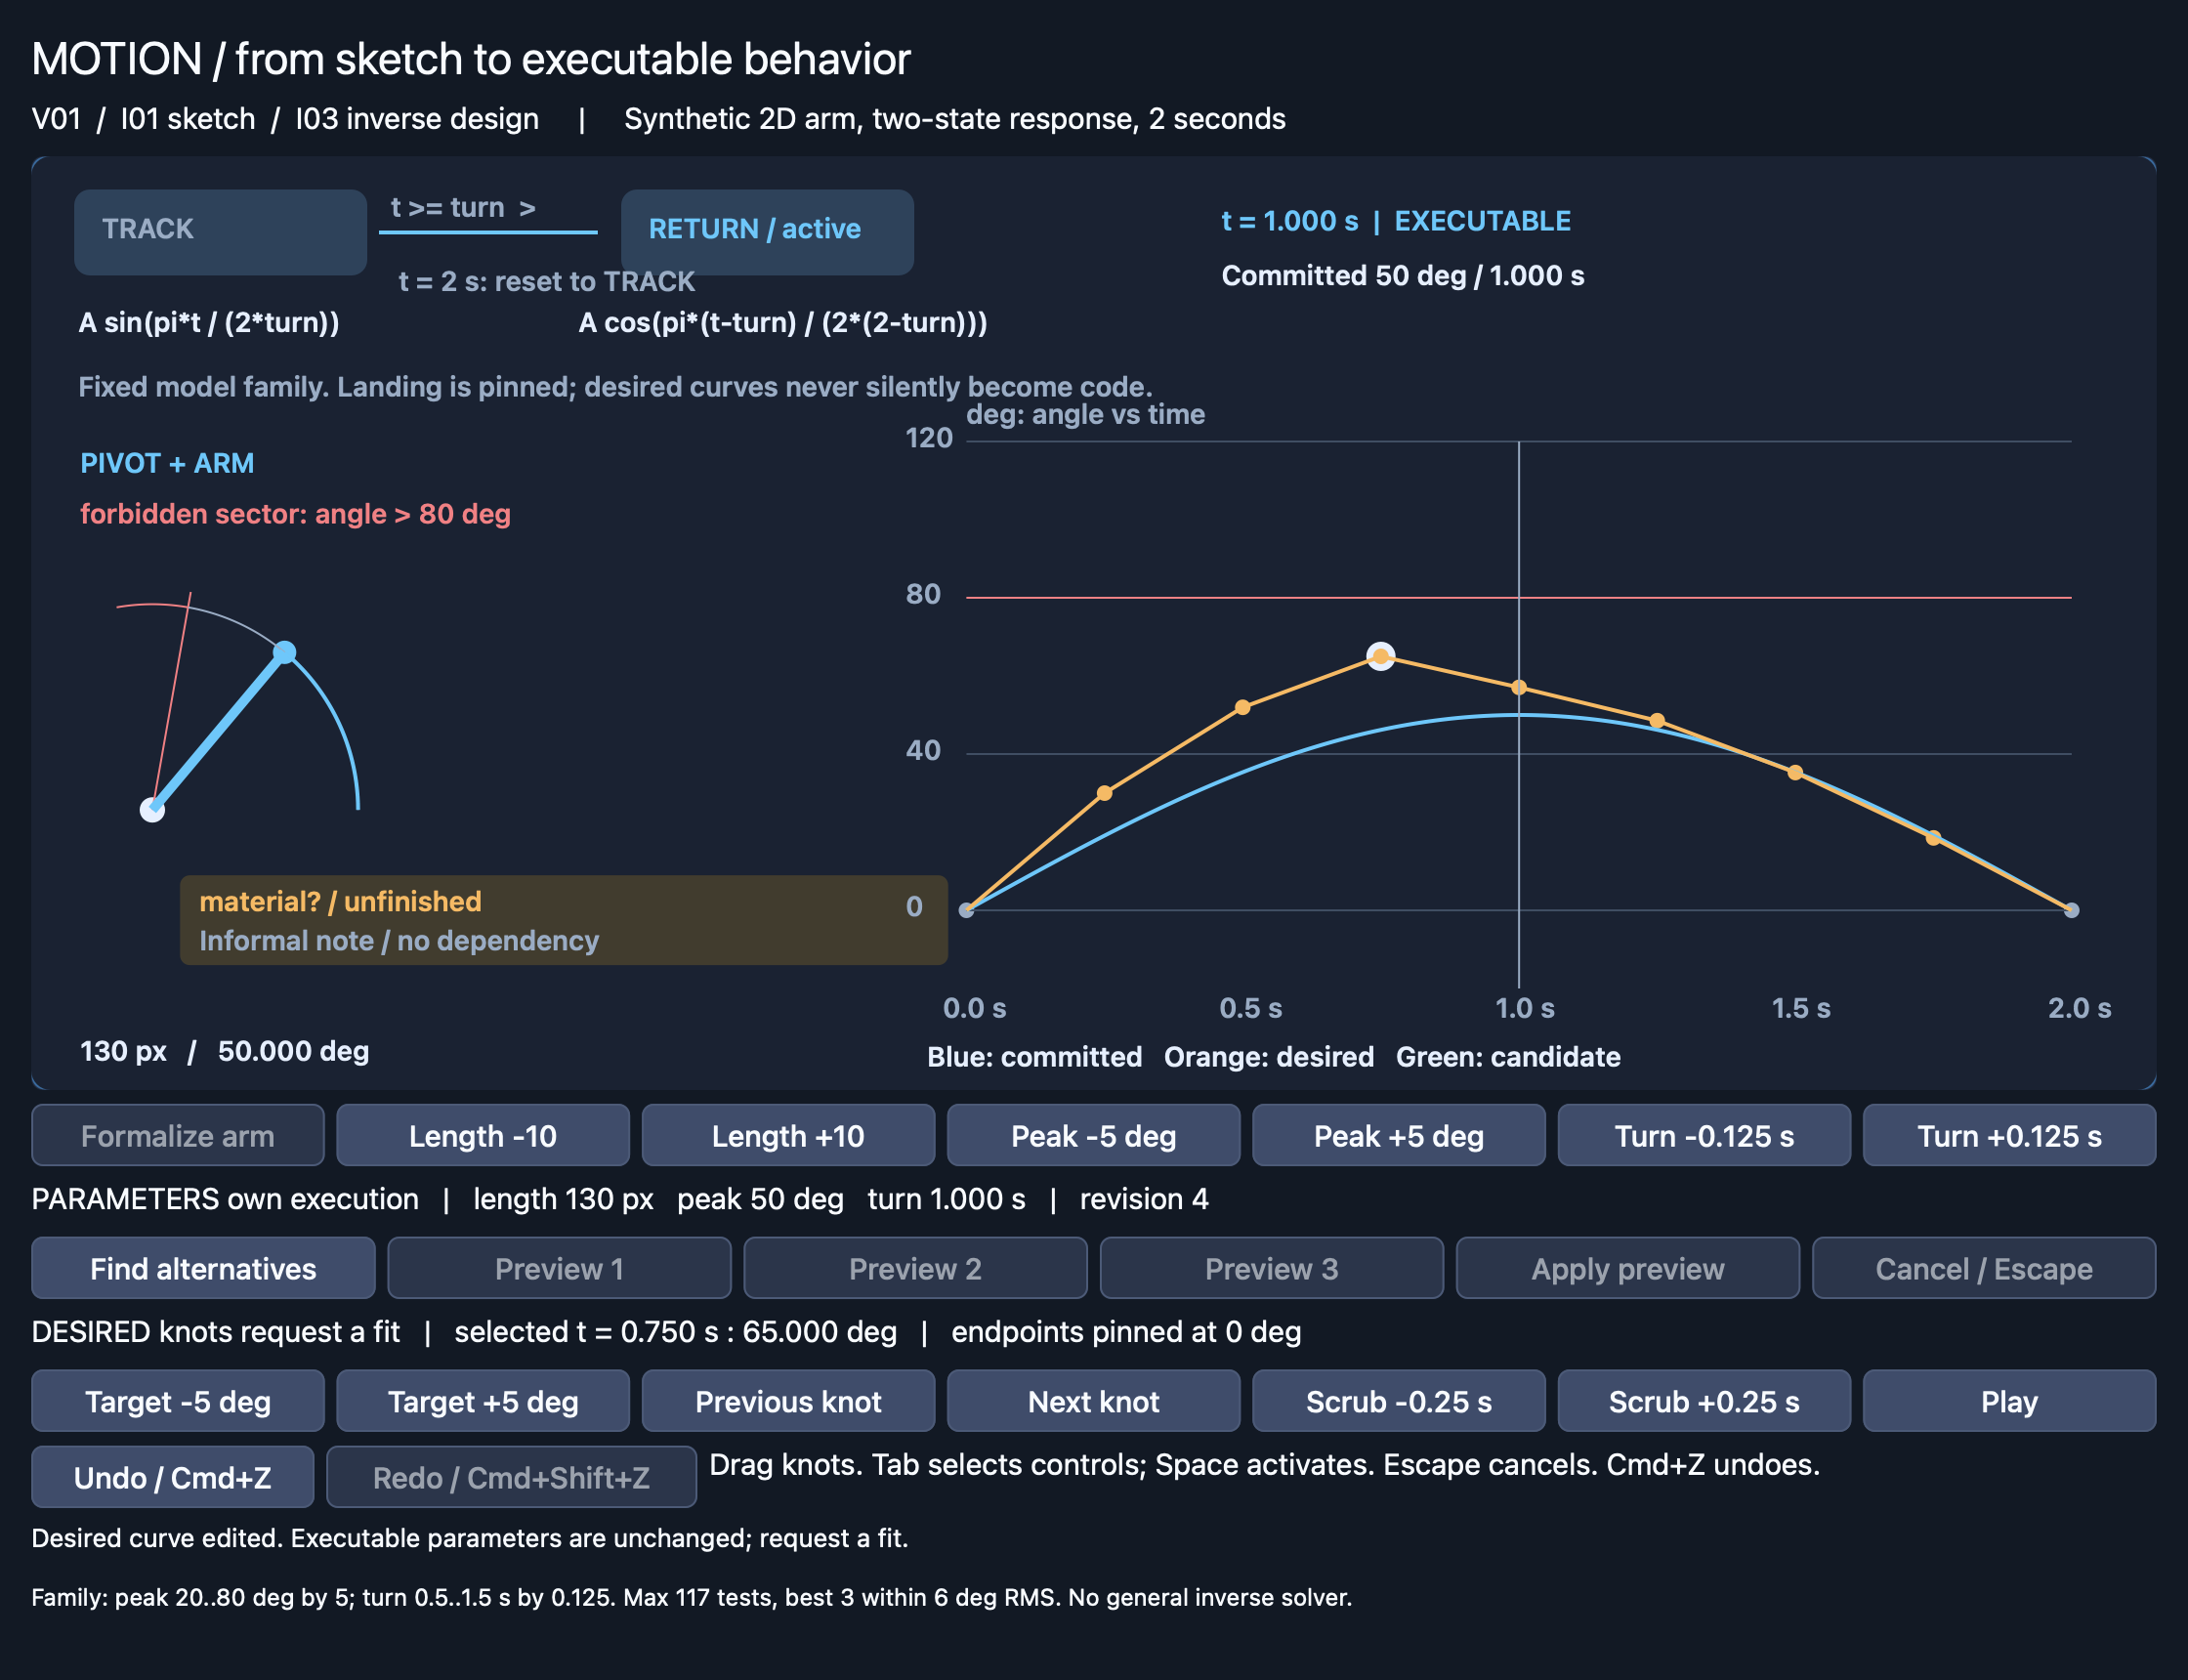 MOTION / from sketch to executable behavior
V01 / I01 sketch / I03 inverse design | Synthetic 2D arm, two-state response, 2 seconds
TRACK
t >= turn >
RETURN / active
t = 1.000 s | EXECUTABLE
t = 2 s: reset to TRACK
Committed 50 deg / 1.000 s
A sin(pi*t / (2*turn))
A cos(pi*(t-turn) / (2*(2-turn)))
Fixed model family. Landing is pinned; desired curves never silently become code.
deg: angle vs time
120
PIVOT + ARM
forbidden sector: angle > 80 deg
80
40
material? / unfinished
0
Informal note / no dependency
0.0 s
0.5 s
1.0 s
1.5 s
2.0 s
130 px / 50.000 deg
Blue: committed Orange: desired Green: candidate
Formalize arm
Length -10
Length +10
Peak -5 deg
Peak +5 deg
Turn -0.125 s
Turn +0.125 s
PARAMETERS own execution | length 130 px peak 50 deg turn 1.000 s | revision 4
Find alternatives
Preview 1
Preview 2
Preview 3
Apply preview
Cancel / Escape
DESIRED knots request a fit | selected t = 0.750 s : 65.000 deg | endpoints pinned at 0 deg
Target -5 deg
Target +5 deg
Previous knot
Next knot
Scrub -0.25 s
Scrub +0.25 s
Play
Undo / Cmd+Z
Redo / Cmd+Shift+Z
Drag knots. Tab selects controls; Space activates. Escape cancels. Cmd+Z undoes.
Desired curve edited. Executable parameters are unchanged; request a fit.
Family: peak 20..80 deg by 5; turn 0.5..1.5 s by 0.125. Max 117 tests, best 3 within 6 deg RMS. No general inverse solver.